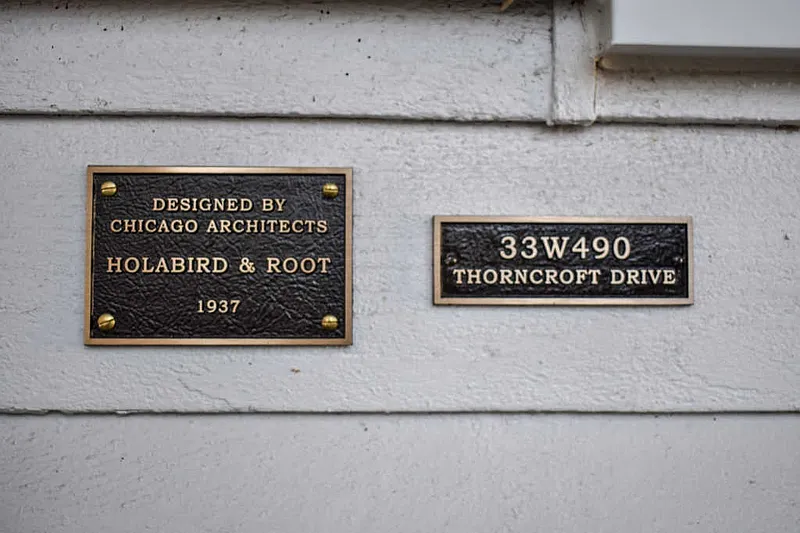 DESIGNED BY
CHICAGO ARCHITECTS
HOLABIRD & ROOT
1937
33W490
THORNCROFT DRIVE